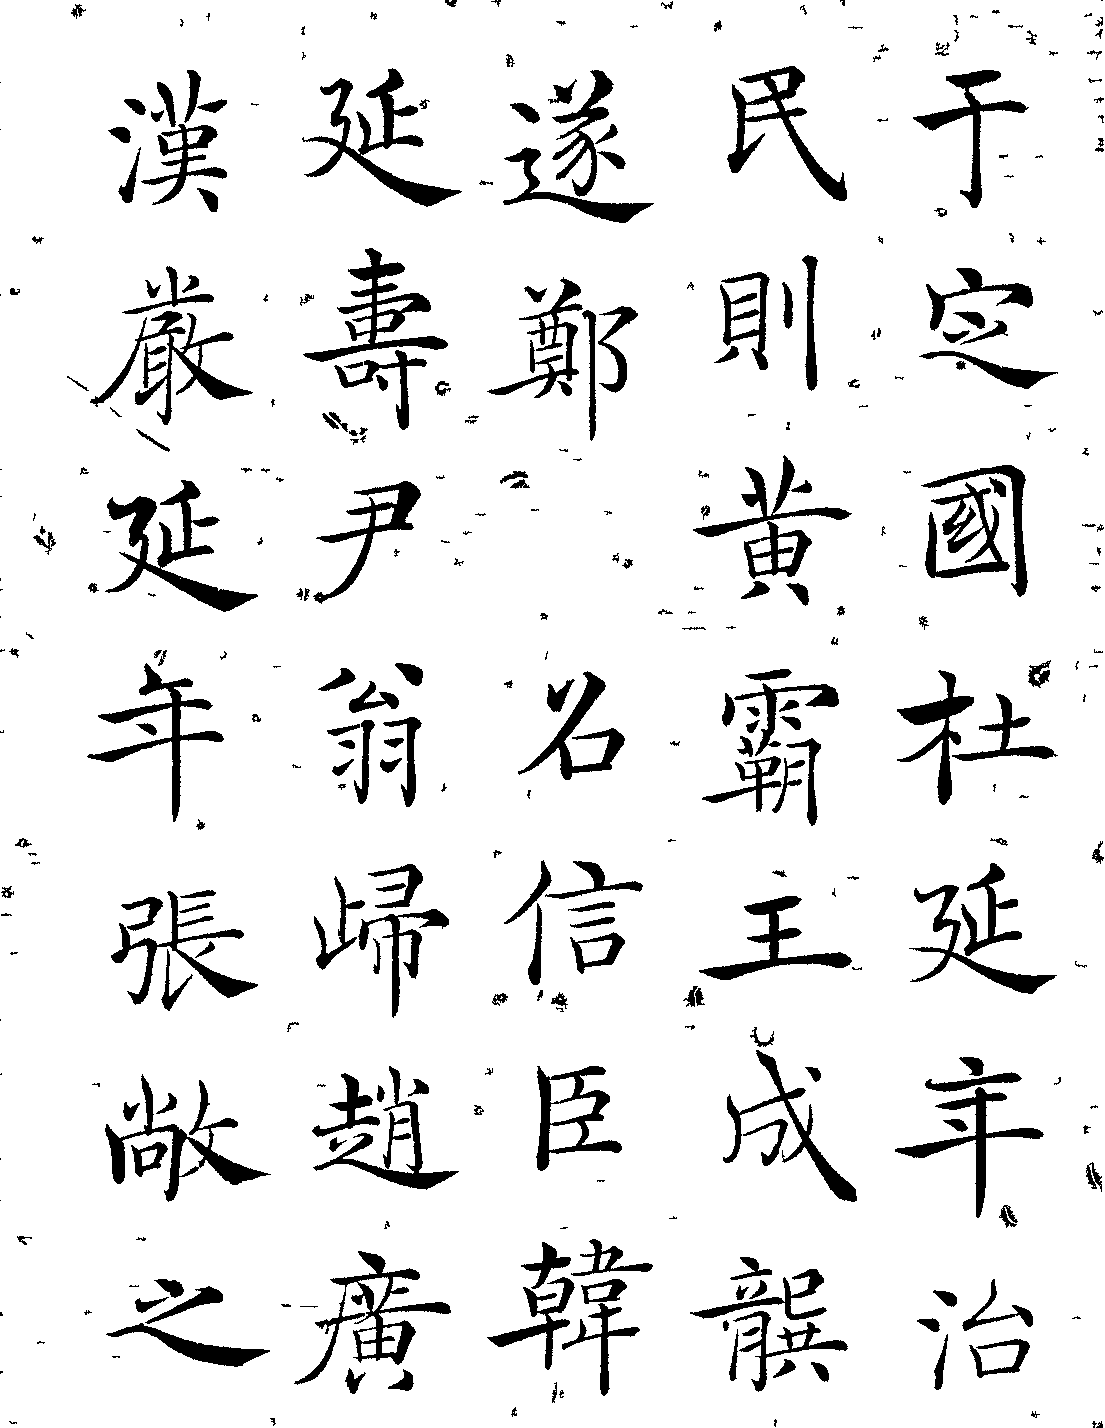 于定國杜延年治
民則黃霸王成龔
遂鄭名信臣韓
延壽尹翁歸趙廣
漢嚴延年張敞之